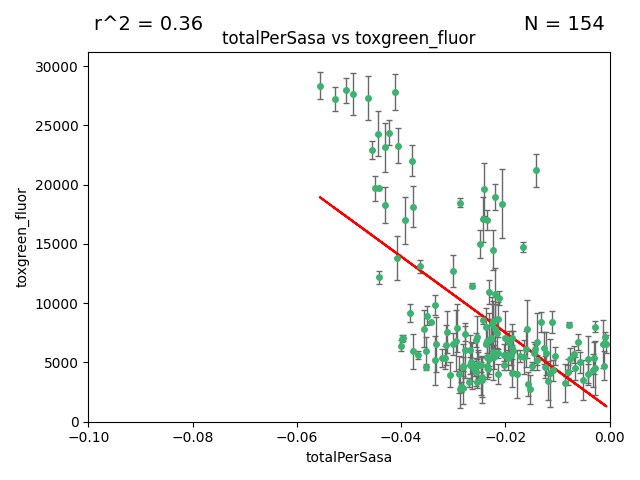 r^2 = 0.36
N = 154
totalPerSasa vs toxgreen_fluor
30000
25000
20000
15000
10000
5000
0
toxgreen_fluor
−0.10
−0.08
−0.06
−0.04
−0.02
0.00
totalPerSasa